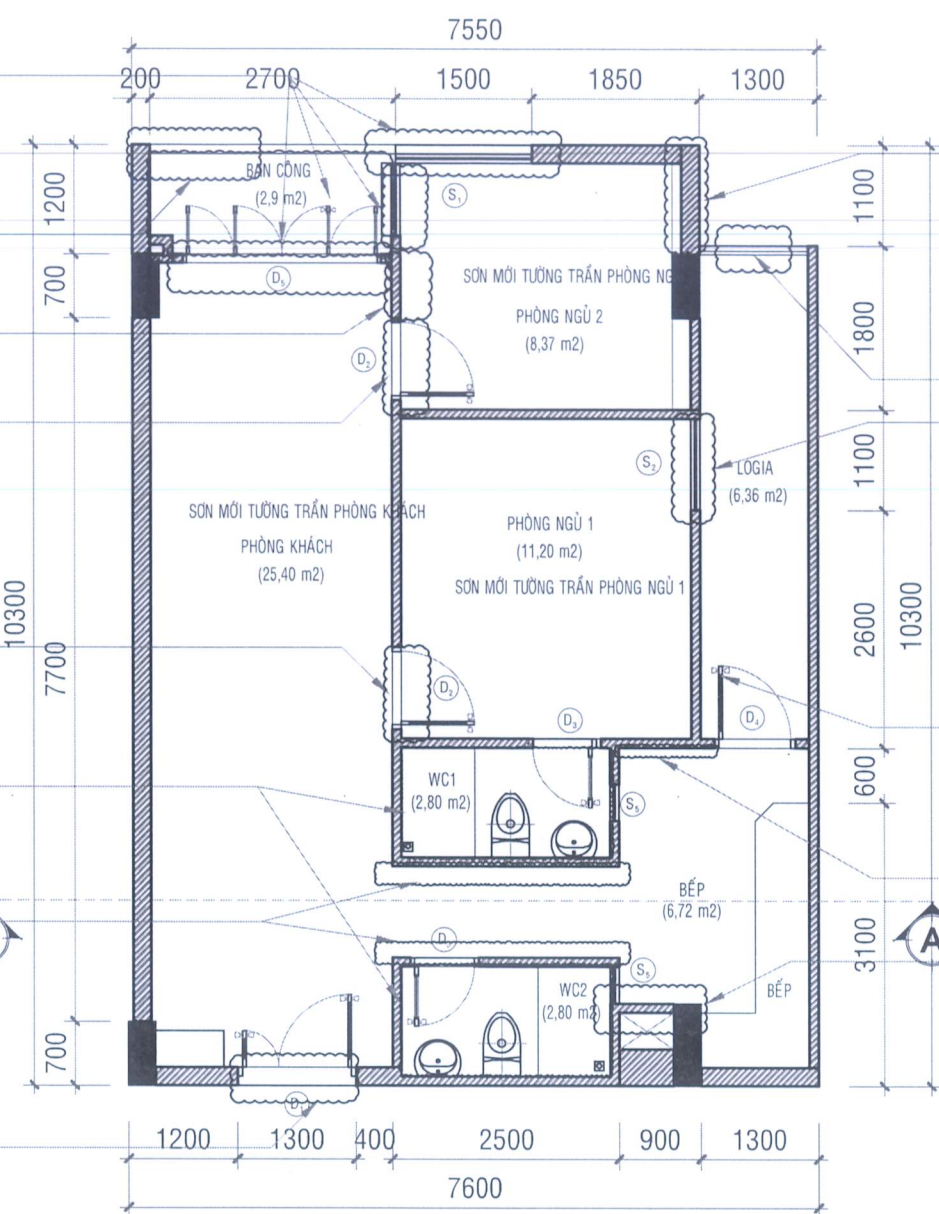 7550
200
2700
1500
1850
1300
BAN CÔNG
(2,9 m2)
S₁
1200
1100
D₅
SƠN MỚI TƯỜNG TRẦN PHÒNG NG
PHÒNG NGỦ 2
(8,37 m2)
700
1800
D₂
S₂
LOGIA
(6,36 m2)
1100
SƠN MỚI TƯỜNG TRẦN PHÒNG KHÁCH
PHÒNG KHÁCH
(25,40 m2)
PHÒNG NGỦ 1
(11,20 m2)
SƠN MỚI TƯỜNG TRẦN PHÒNG NGỦ 1
10300
7700
2600
10300
D₂
D₃
D₄
WC1
(2,80 m2)
S₅
600
BẾP
(6,72 m2)
A
3100
S₅
WC2
(2,80 m2)
BẾP
700
D₁
1200
1300
400
2500
900
1300
7600